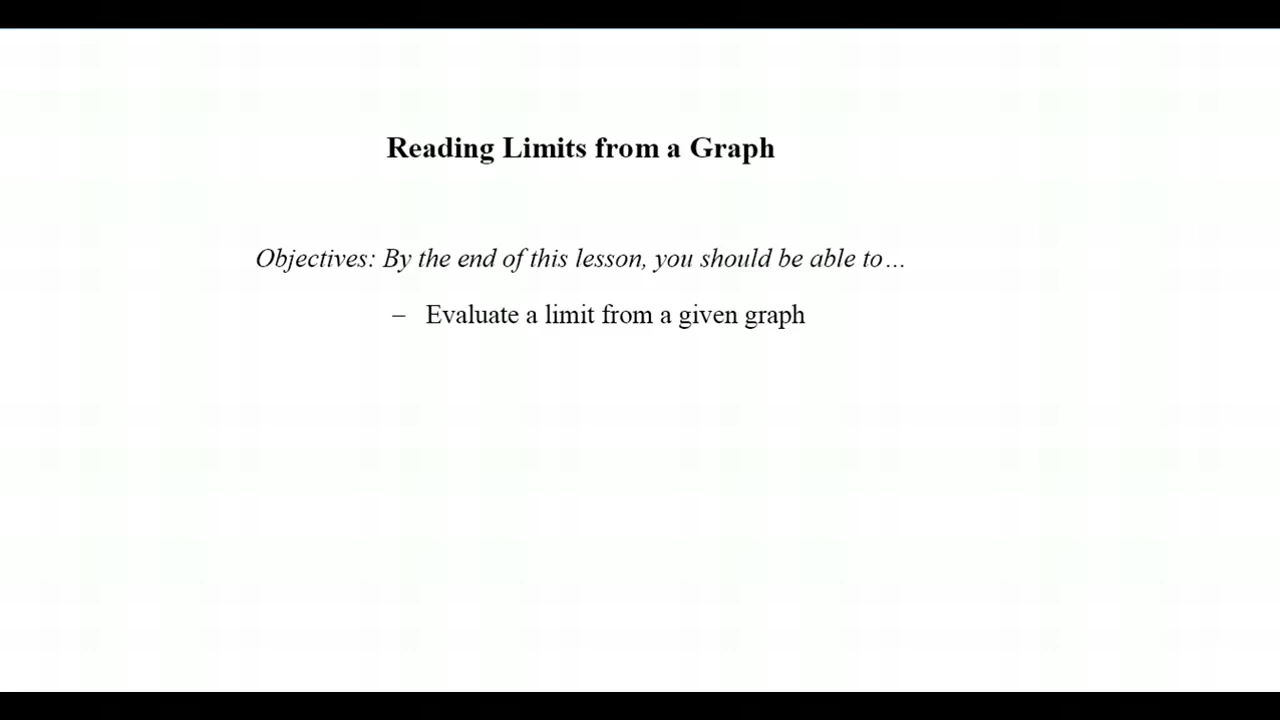 Reading Limits from a Graph
Objectives: By the end of this lesson, you should be able to…
– Evaluate a limit from a given graph